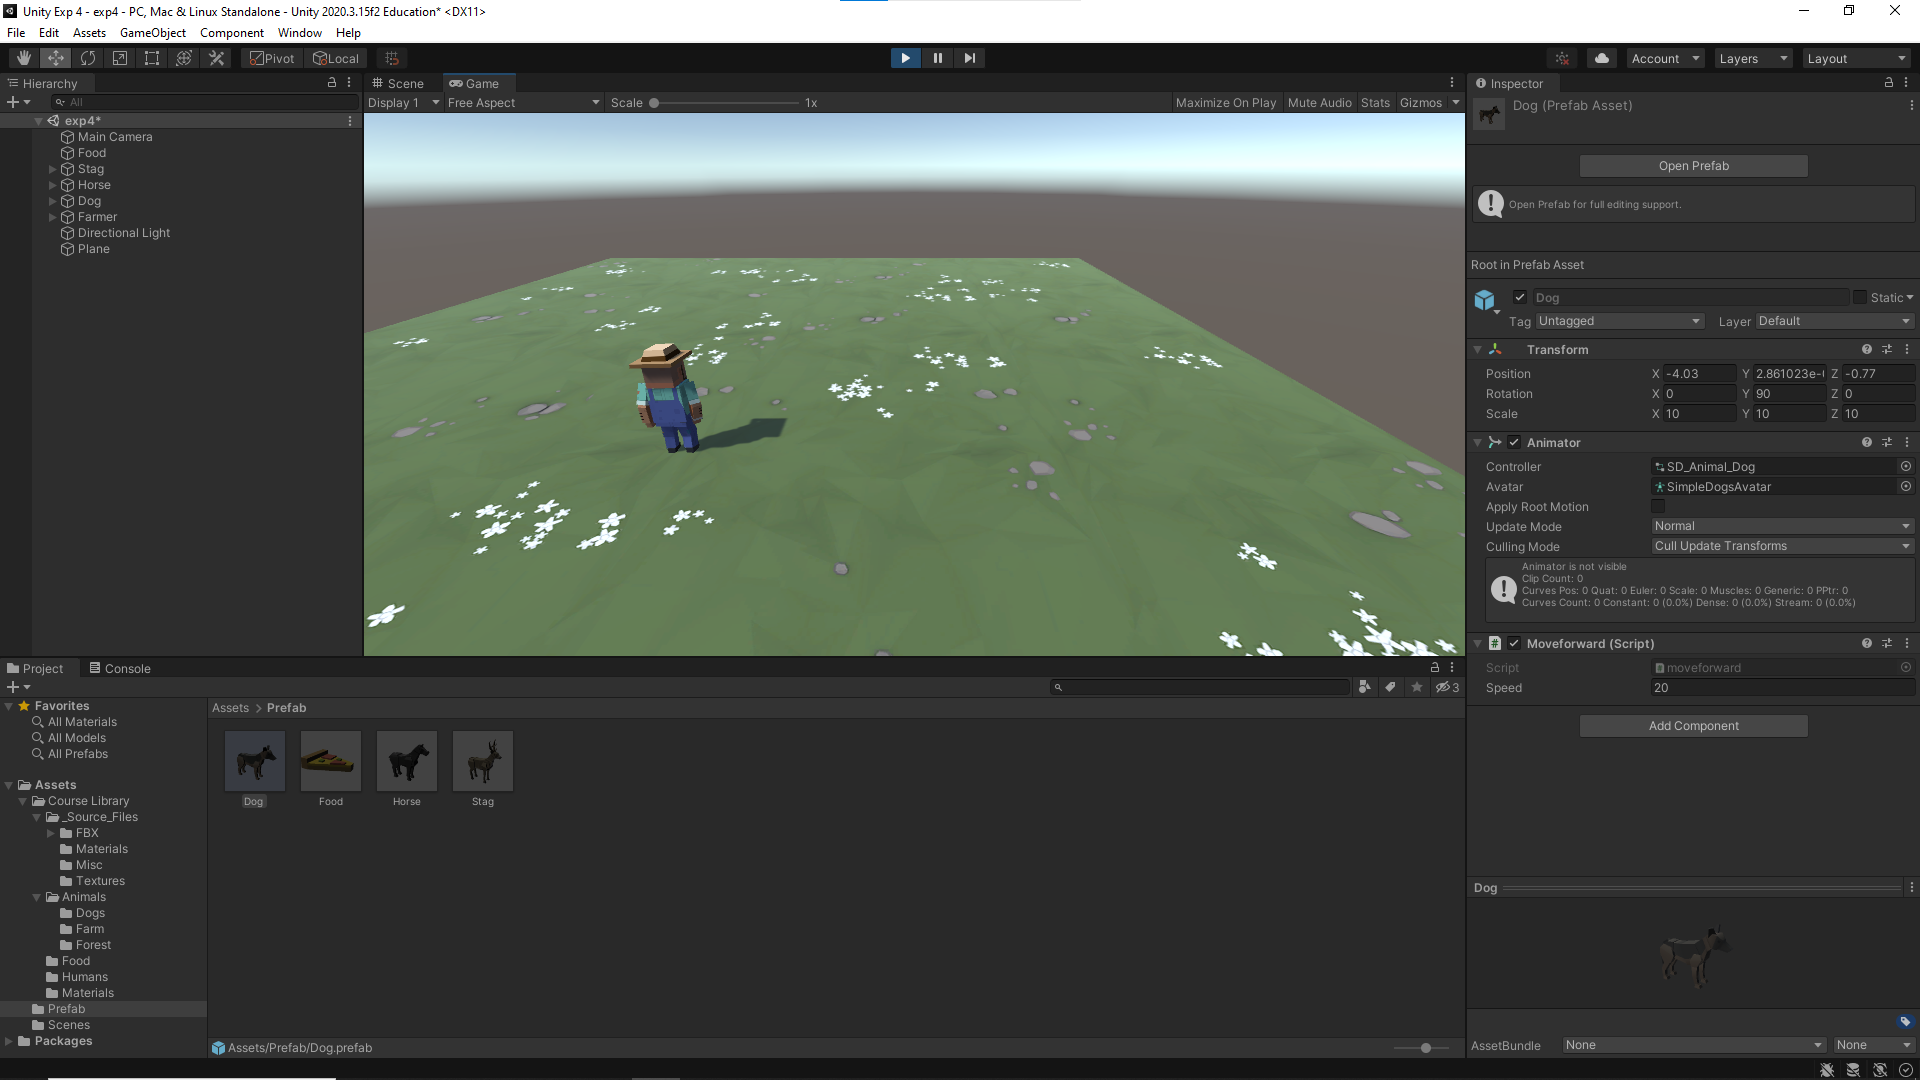 Unity Exp 4 - exp4 - PC, Mac & Linux Standalone - Unity 2020.3.15f2 Education* <DX11>
File Edit Assets GameObject Component Window Help
Pivot Local Account Layers Layout
Hierarchy
All
exp4*
Main Camera
Food
Stag
Horse
Dog
Farmer
Directional Light
Plane
Scene Game
Display 1 Free Aspect Scale 1x Maximize On Play Mute Audio Stats Gizmos
Inspector
Dog (Prefab Asset)
Open Prefab
Open Prefab for full editing support.
Root in Prefab Asset
Dog Static
Tag Untagged Layer Default
Transform
Position X -4.03 Y 2.861023e- Z -0.77
Rotation X 0 Y 90 Z 0
Scale X 10 Y 10 Z 10
Animator
Controller SD_Animal_Dog
Avatar SimpleDogsAvatar
Apply Root Motion
Update Mode Normal
Culling Mode Cull Update Transforms
Animator is not visible
Clip Count: 0
Curves Pos: 0 Quat: 0 Euler: 0 Scale: 0 Muscles: 0 Generic: 0 PPtr: 0
Curves Count: 0 Constant: 0 (0.0%) Dense: 0 (0.0%) Stream: 0 (0.0%)
Moveforward (Script)
Script moveforward
Speed 20
Add Component
Dog
AssetBundle None None
Project Console
3
Favorites
All Materials
All Models
All Prefabs
Assets
Course Library
_Source_Files
FBX
Materials
Misc
Textures
Animals
Dogs
Farm
Forest
Food
Humans
Materials
Prefab
Scenes
Packages
Assets > Prefab
Dog Food Horse Stag
Assets/Prefab/Dog.prefab